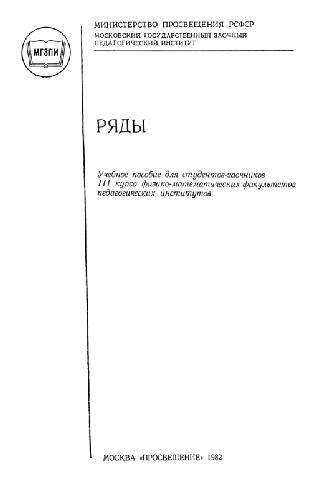 МГЗПИ
МИНИСТЕРСТВО ПРОСВЕЩЕНИЯ РСФСР
МОСКОВСКИЙ ГОСУДАРСТВЕННЫЙ ЗАОЧНЫЙ
ПЕДАГОГИЧЕСКИЙ ИНСТИТУТ
РЯДЫ
Учебное пособие для студентов-заочников
III курса физико-математических факультетов
педагогических институтов
МОСКВА «ПРОСВЕЩЕНИЕ» 1982